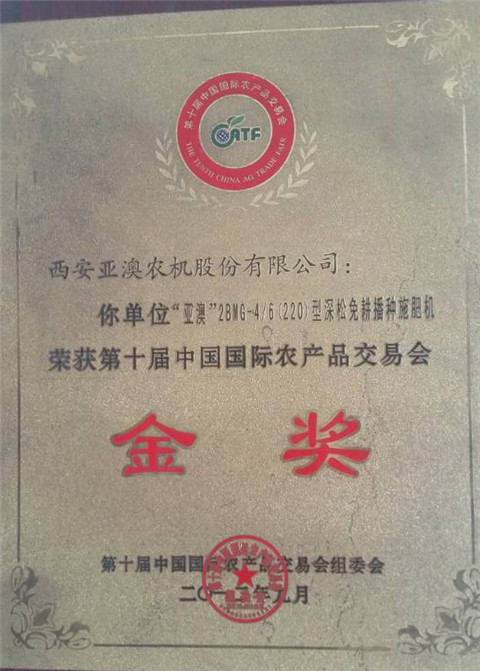 第十届中国国际农产品交易会
CATF
THE TENTH CHINA AG TRADE FAIR
西安亚澳农机股份有限公司：
你单位“亚澳”2BMG-4/6(220)型深松免耕播种施肥机
荣获第十届中国国际农产品交易会
金 奖
第十届中国国际农产品交易会组委会
二〇一二年九月